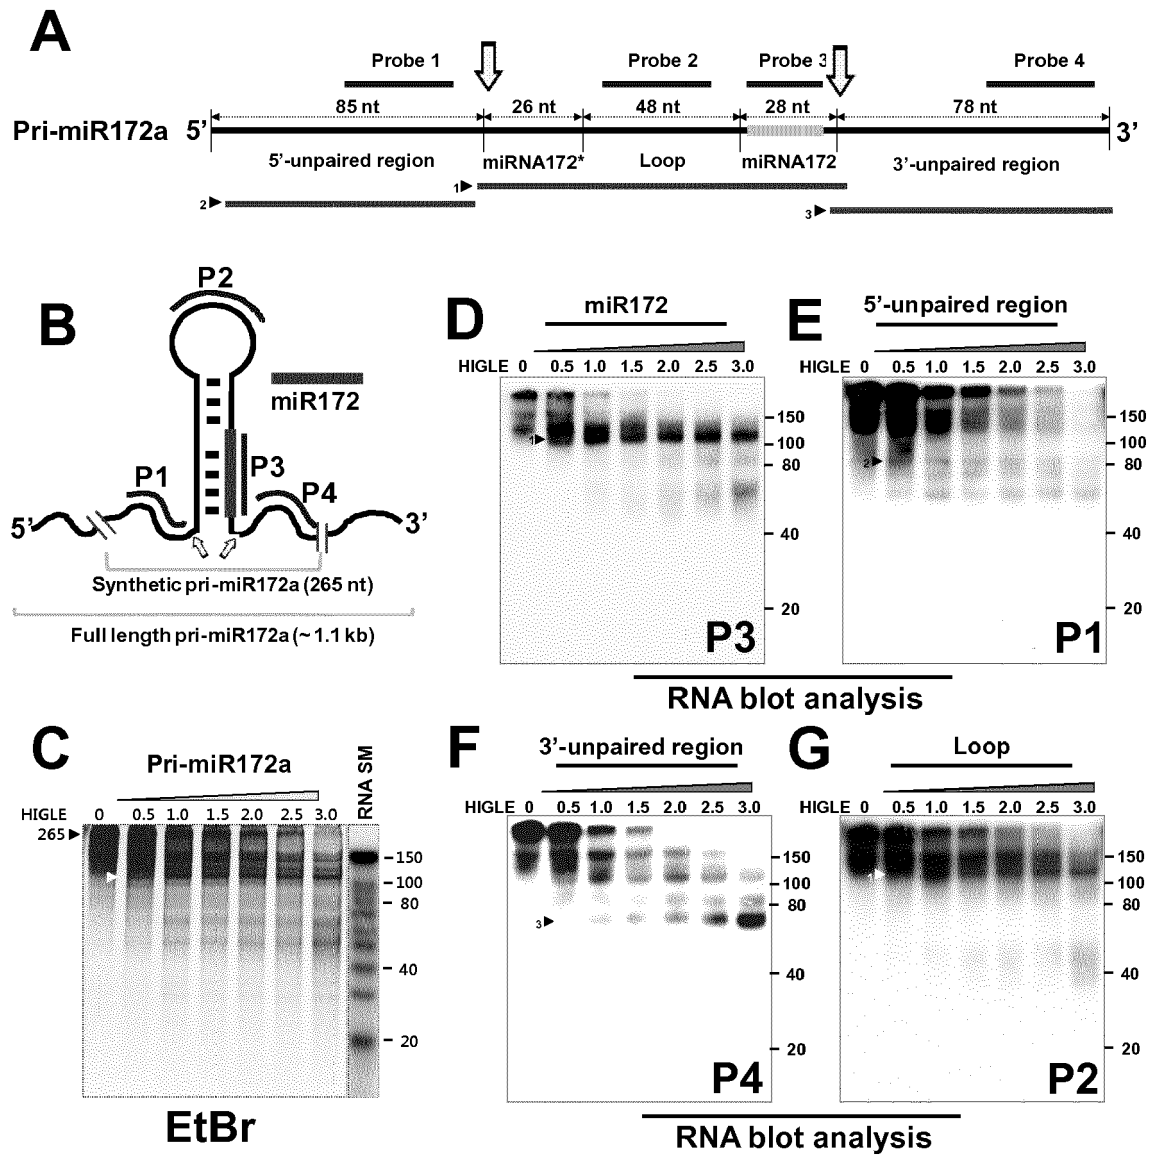 A
Probe 1
Probe 2
Probe 3
Probe 4
85 nt
26 nt
48 nt
28 nt
78 nt
Pri-miR172a 5’
3’
5’-unpaired region
miRNA172*
Loop
miRNA172
3’-unpaired region
1
2
3
B
P2
miR172
P1
P3
P4
5’
3’
Synthetic pri-miR172a (265 nt)
Full length pri-miR172a (~ 1.1 kb)
D
miR172
HIGLE 0 0.5 1.0 1.5 2.0 2.5 3.0
1
150
100
80
40
20
P3
E
5’-unpaired region
HIGLE 0 0.5 1.0 1.5 2.0 2.5 3.0
2
150
100
80
40
20
P1
RNA blot analysis
C
Pri-miR172a
RNA SM
HIGLE 0 0.5 1.0 1.5 2.0 2.5 3.0
265
150
100
80
40
20
EtBr
F
3’-unpaired region
HIGLE 0 0.5 1.0 1.5 2.0 2.5 3.0
3
150
100
80
40
20
P4
G
Loop
HIGLE 0 0.5 1.0 1.5 2.0 2.5 3.0
1
150
100
80
40
20
P2
RNA blot analysis